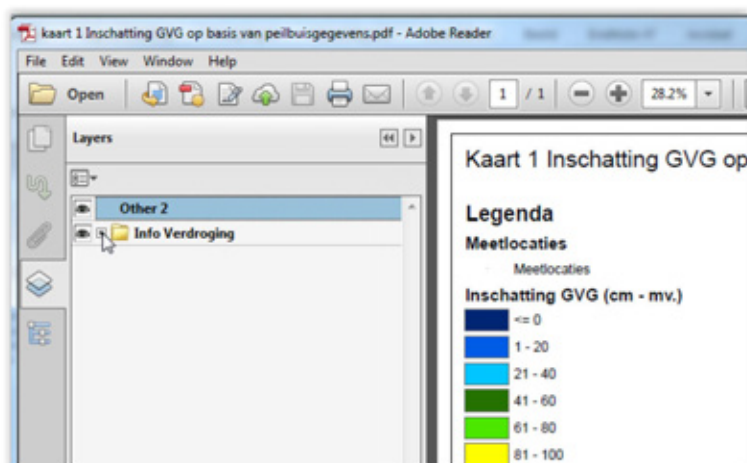 kaart 1 Inschatting GVG op basis van peilbuisgegevens.pdf - Adobe Reader
File Edit View Window Help
Open 1 / 1 28.2%
Layers
Other 2
Info Verdroging
Kaart 1 Inschatting GVG op
Legenda
Meetlocaties
Meetlocaties
Inschatting GVG (cm - mv.)
<= 0
1 - 20
21 - 40
41 - 60
61 - 80
81 - 100